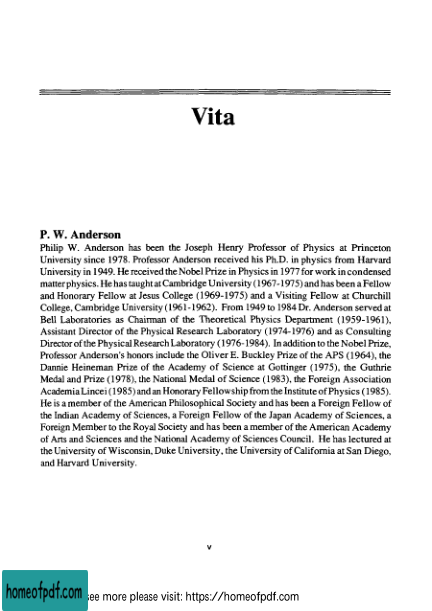 Vita
P. W. Anderson
Philip W. Anderson has been the Joseph Henry Professor of Physics at Princeton
University since 1978. Professor Anderson received his Ph.D. in physics from Harvard
University in 1949. He received the Nobel Prize in Physics in 1977 for work in condensed
matter physics. He has taught at Cambridge University (1967-1975) and has been a Fellow
and Honorary Fellow at Jesus College (1969-1975) and a Visiting Fellow at Churchill
College, Cambridge University (1961-1962). From 1949 to 1984 Dr. Anderson served at
Bell Laboratories as Chairman of the Theoretical Physics Department (1959-1961),
Assistant Director of the Physical Research Laboratory (1974-1976) and as Consulting
Director of the Physical Research Laboratory (1976-1984). In addition to the Nobel Prize,
Professor Anderson's honors include the Oliver E. Buckley Prize of the APS (1964), the
Dannie Heineman Prize of the Academy of Science at Gottinger (1975), the Guthrie
Medal and Prize (1978), the National Medal of Science (1983), the Foreign Association
Academia Lincei (1985) and an Honorary Fellowship from the Institute of Physics (1985).
He is a member of the American Philosophical Society and has been a Foreign Fellow of
the Indian Academy of Sciences, a Foreign Fellow of the Japan Academy of Sciences, a
Foreign Member to the Royal Society and has been a member of the American Academy
of Arts and Sciences and the National Academy of Sciences Council. He has lectured at
the University of Wisconsin, Duke University, the University of California at San Diego,
and Harvard University.
v
homeofpdf.com
see more please visit: https://homeofpdf.com